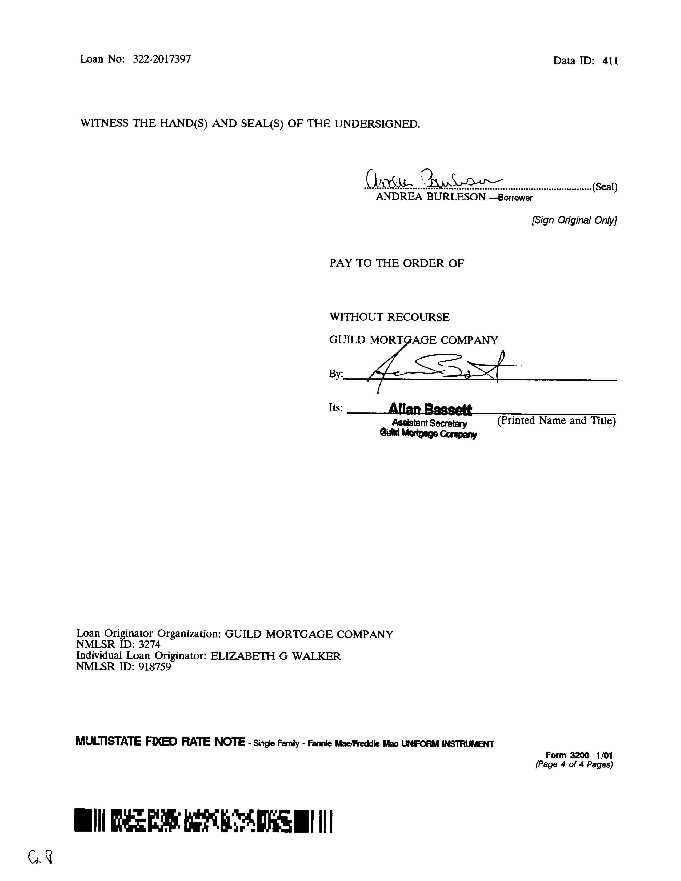 Loan No: 322-2017397 Data ID: 411
WITNESS THE HAND(S) AND SEAL(S) OF THE UNDERSIGNED.
(Seal)
ANDREA BURLESON —Borrower
[Sign Original Only]
PAY TO THE ORDER OF
WITHOUT RECOURSE
GUILD MORTGAGE COMPANY
By:
Its: Allan Bassett
Assistant Secretary (Printed Name and Title)
Guild Mortgage Company
Loan Originator Organization: GUILD MORTGAGE COMPANY
NMLSR ID: 3274
Individual Loan Originator: ELIZABETH G WALKER
NMLSR ID: 918759
MULTISTATE FIXED RATE NOTE - Single Family - Fannie Mae/Freddie Mac UNIFORM INSTRUMENT
Form 3200 1/01
(Page 4 of 4 Pages)